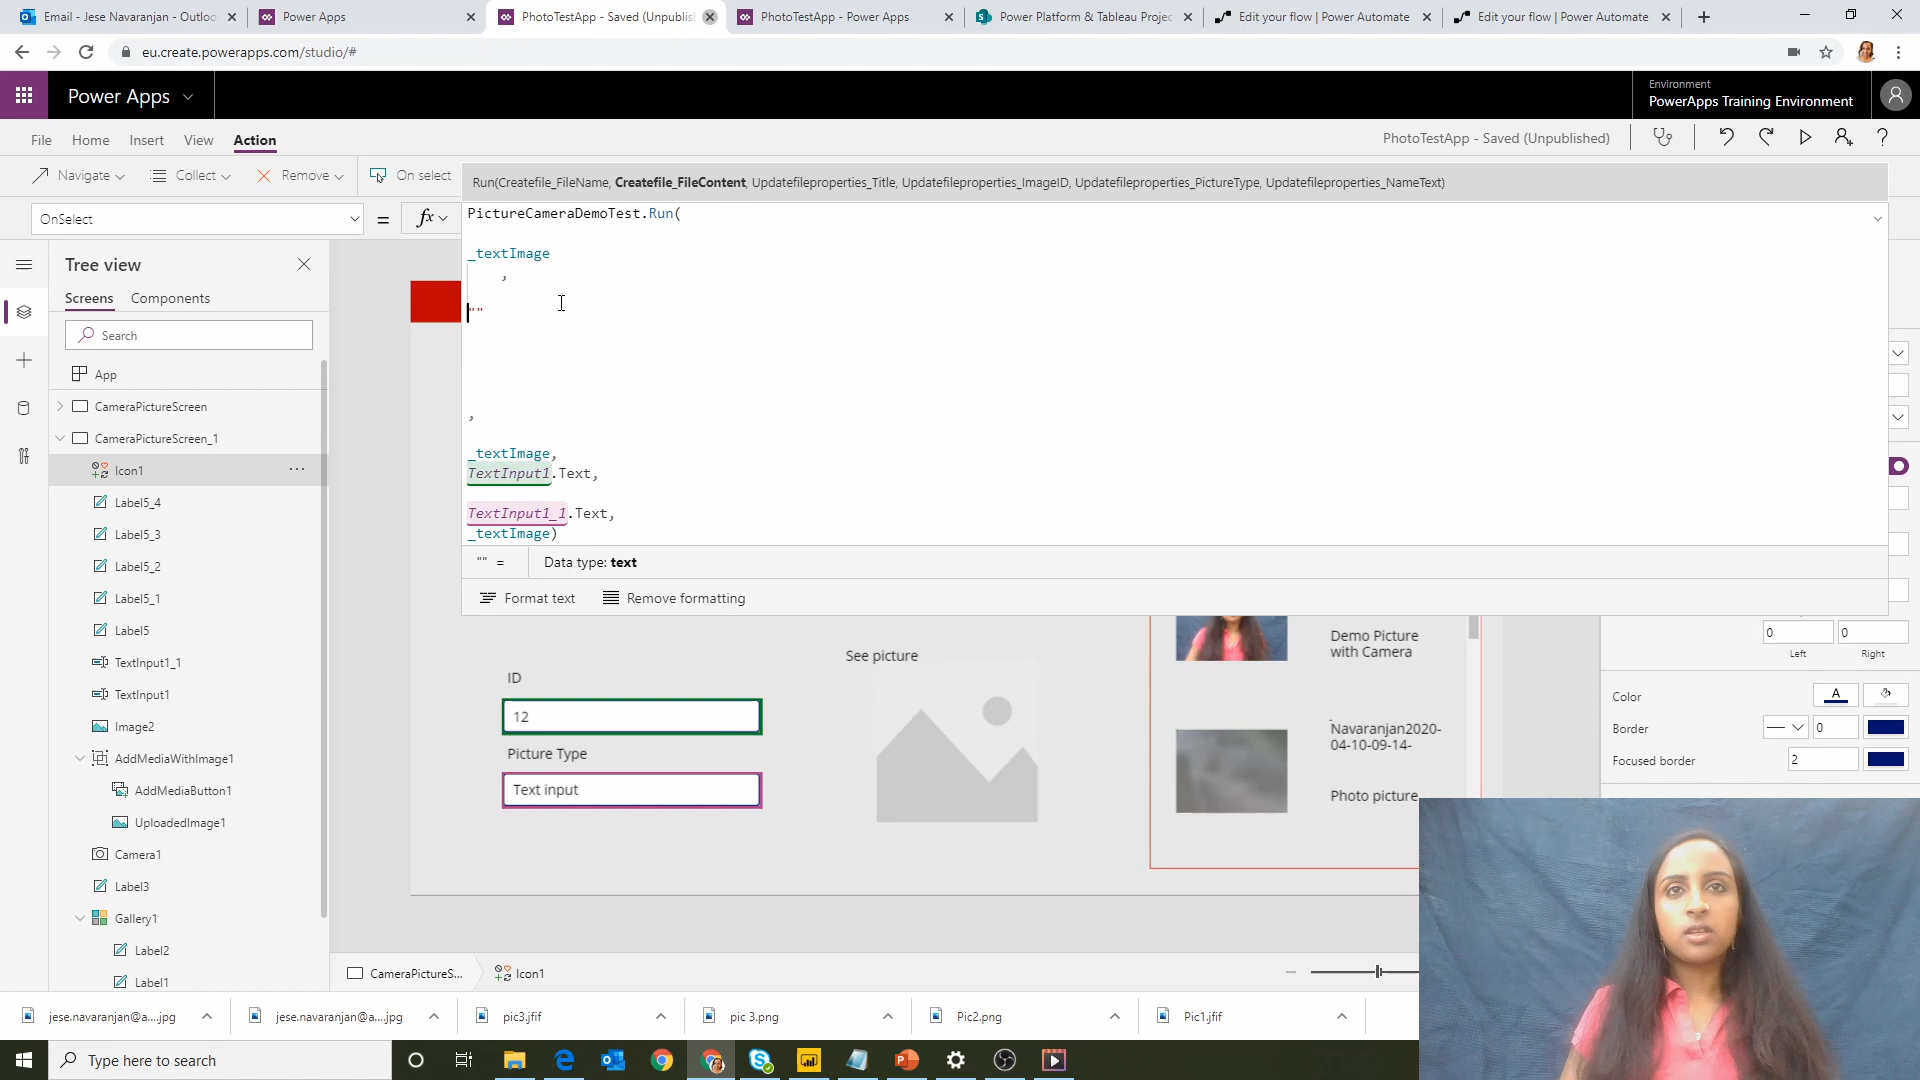 Email - Jese Navaranjan - Outloo
Power Apps
PhotoTestApp - Saved (Unpublis
PhotoTestApp - Power Apps
Power Platform & Tableau Projec
Edit your flow | Power Automate
Edit your flow | Power Automate
eu.create.powerapps.com/studio/#
Power Apps
Environment
PowerApps Training Environment
File Home Insert View Action
PhotoTestApp - Saved (Unpublished)
Navigate Collect Remove On select
Run(Createfile_FileName, Createfile_FileContent, Updatefileproperties_Title, Updatefileproperties_ImageID, Updatefileproperties_PictureType, Updatefileproperties_NameText)
OnSelect = fx
PictureCameraDemoTest.Run(
_textImage
,
""
,
_textImage,
TextInput1.Text,
TextInput1_1.Text,
_textImage)
"" = Data type: text
Format text Remove formatting
Tree view
Screens Components
Search
App
CameraPictureScreen
CameraPictureScreen_1
Icon1 ...
Label5_4
Label5_3
Label5_2
Label5_1
Label5
TextInput1_1
TextInput1
Image2
AddMediaWithImage1
AddMediaButton1
UploadedImage1
Camera1
Label3
Gallery1
Label2
Label1
ID
12
Picture Type
Text input
See picture
Demo Picture
with Camera
Navaranjan2020-
04-10-09-14-
Photo picture
0 0
Left Right
Color A
Border 0
Focused border 2
CameraPictureS... Icon1
jese.navaranjan@a....jpg
jese.navaranjan@a....jpg
pic3.jfif
pic 3.png
Pic2.png
Pic1.jfif
Type here to search